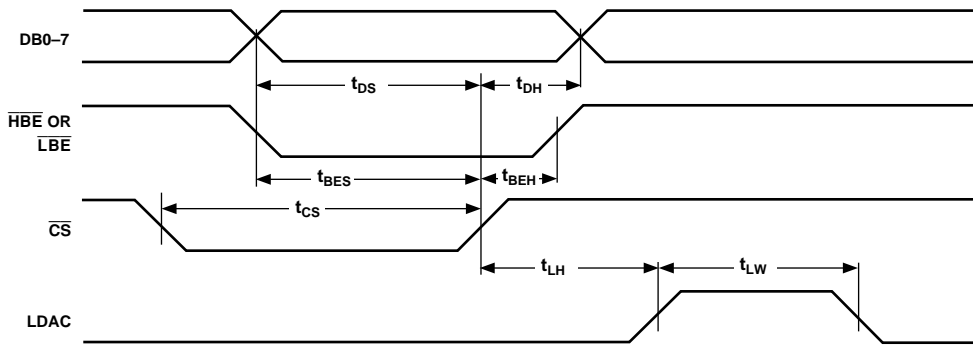 DB0–7
tDS
tDH
HBE OR
LBE
tBES
tBEH
tCS
CS
tLH
tLW
LDAC